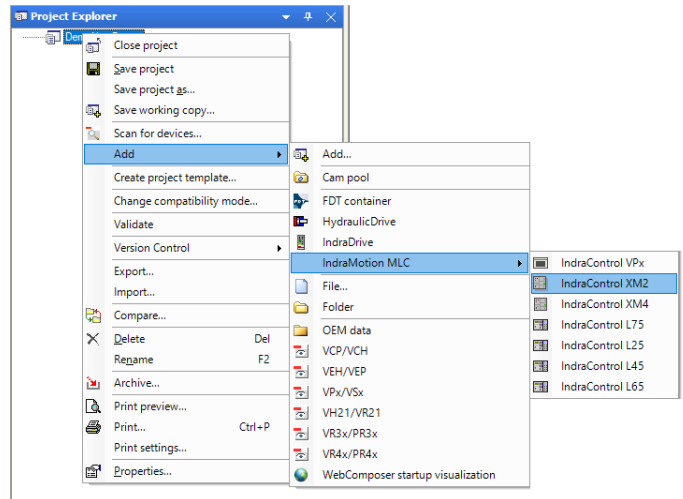 Project Explorer
Close project
Save project
Save project as...
Save working copy...
Scan for devices...
Add
Create project template...
Change compatibility mode...
Validate
Version Control
Export...
Import...
Compare...
Delete Del
Rename F2
Archive...
Print preview...
Print... Ctrl+P
Print settings...
Properties...
Add...
Cam pool
FDT container
HydraulicDrive
IndraDrive
IndraMotion MLC
File...
Folder
OEM data
VCP/VCH
VEH/VEP
VPx/VSx
VH21/VR21
VR3x/PR3x
VR4x/PR4x
WebComposer startup visualization
IndraControl VPx
IndraControl XM2
IndraControl XM4
IndraControl L75
IndraControl L25
IndraControl L45
IndraControl L65